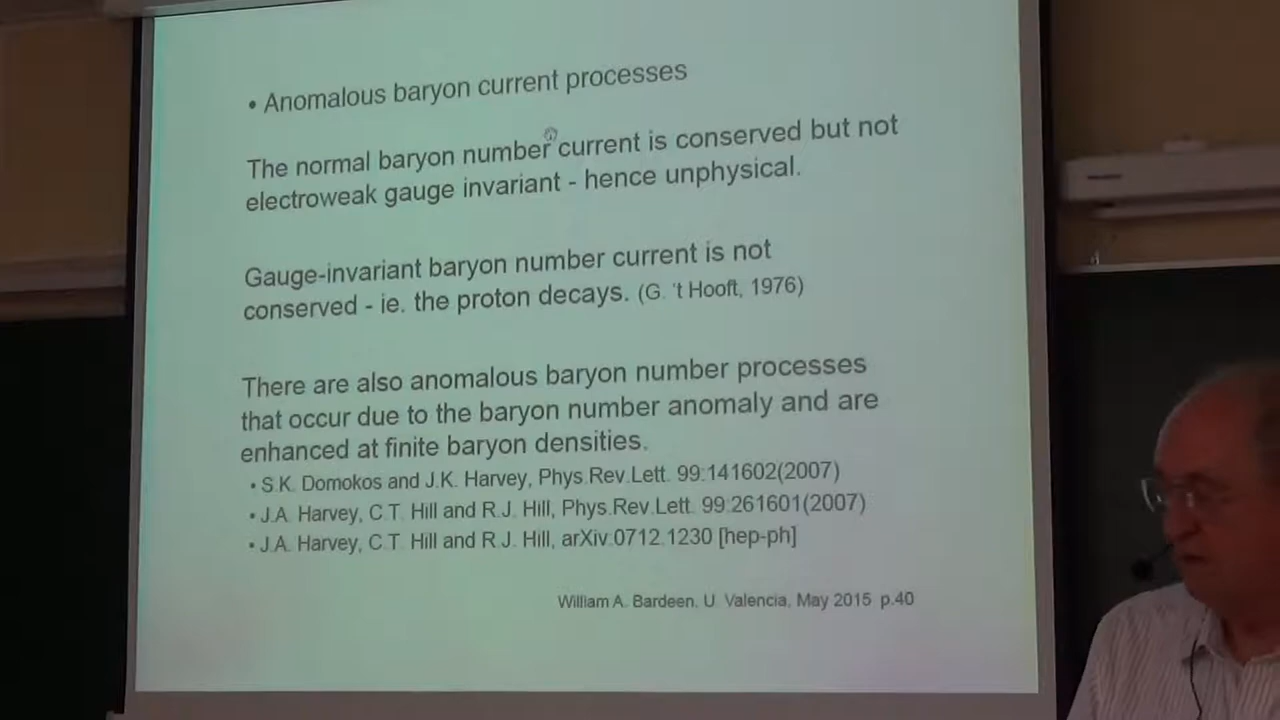 • Anomalous baryon current processes
The normal baryon number current is conserved but not
electroweak gauge invariant - hence unphysical.
Gauge-invariant baryon number current is not
conserved - ie. the proton decays. (G. 't Hooft, 1976)
There are also anomalous baryon number processes
that occur due to the baryon number anomaly and are
enhanced at finite baryon densities.
• S.K. Domokos and J.K. Harvey, Phys.Rev.Lett. 99:141602(2007)
• J.A. Harvey, C.T. Hill and R.J. Hill, Phys.Rev.Lett. 99:261601(2007)
• J.A. Harvey, C.T. Hill and R.J. Hill, arXiv:0712.1230 [hep-ph]
William A. Bardeen, U. Valencia, May 2015 p.40